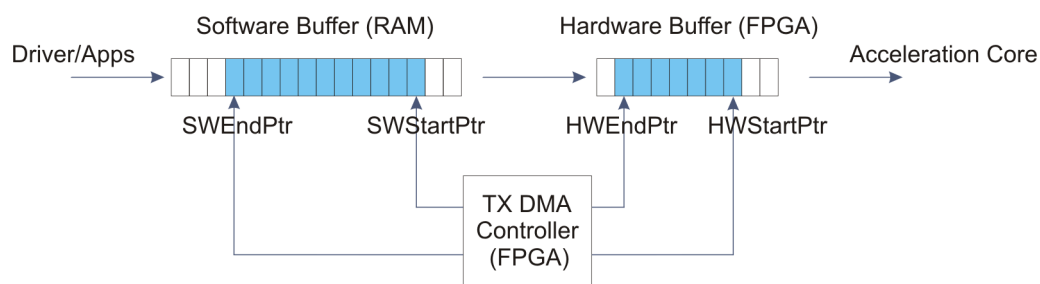 Software Buffer (RAM)
Hardware Buffer (FPGA)
Driver/Apps
Acceleration Core
SWEndPtr
SWStartPtr
HWEndPtr
HWStartPtr
TX DMA
Controller
(FPGA)